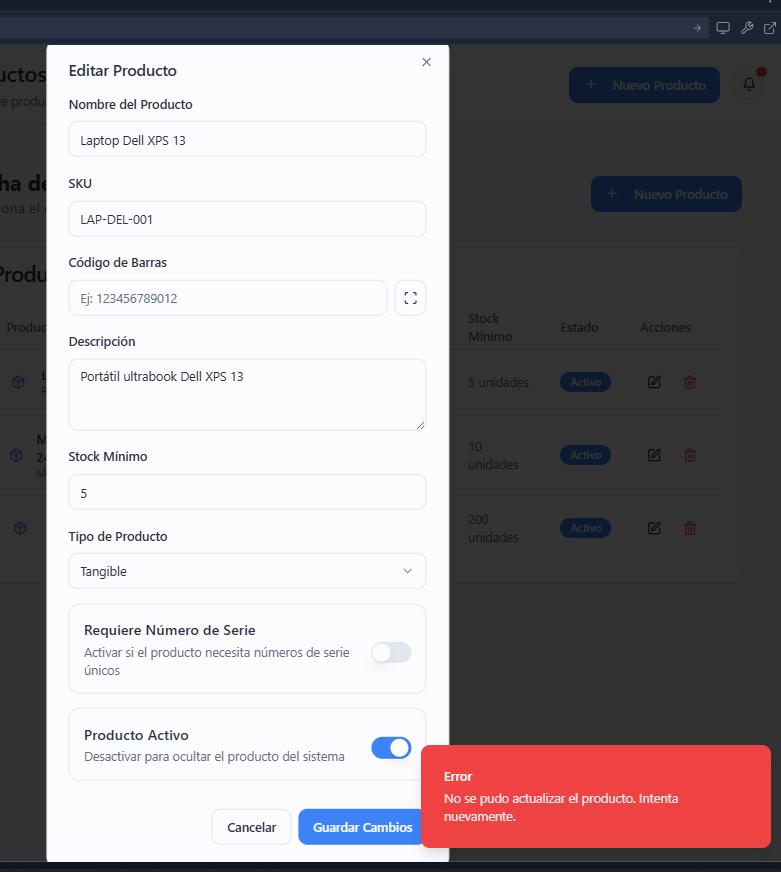 Editar Producto
Nombre del Producto
Laptop Dell XPS 13
SKU
LAP-DEL-001
Código de Barras
Ej: 123456789012
Descripción
Portátil ultrabook Dell XPS 13
Stock Mínimo
5
Tipo de Producto
Tangible
Requiere Número de Serie
Activar si el producto necesita números de serie
únicos
Producto Activo
Desactivar para ocultar el producto del sistema
Cancelar
Guardar Cambios
Error
No se pudo actualizar el producto. Intenta
nuevamente.
uctos
de produ
Nuevo Producto
ha de
ona el
Nuevo Producto
Produ
Produc
Stock
Mínimo
Estado
Acciones
5 unidades
Activo
10
unidades
Activo
200
unidades
Activo